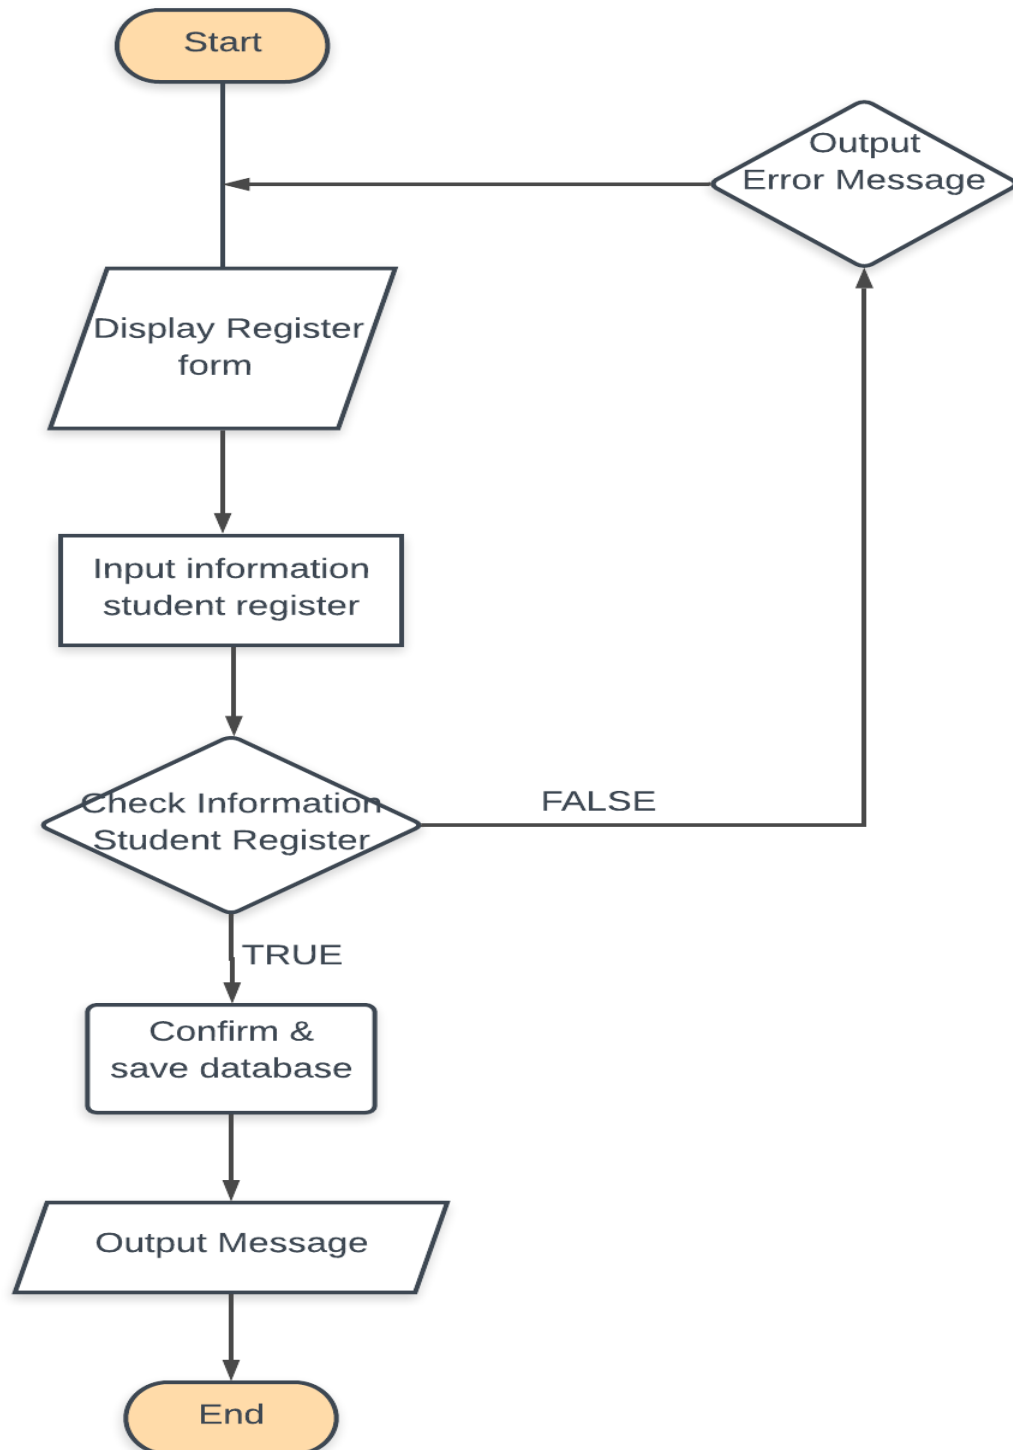 Start
Output
Error Message
Display Register
form
Input information
student register
Check Information
Student Register
FALSE
TRUE
Confirm &
save database
Output Message
End